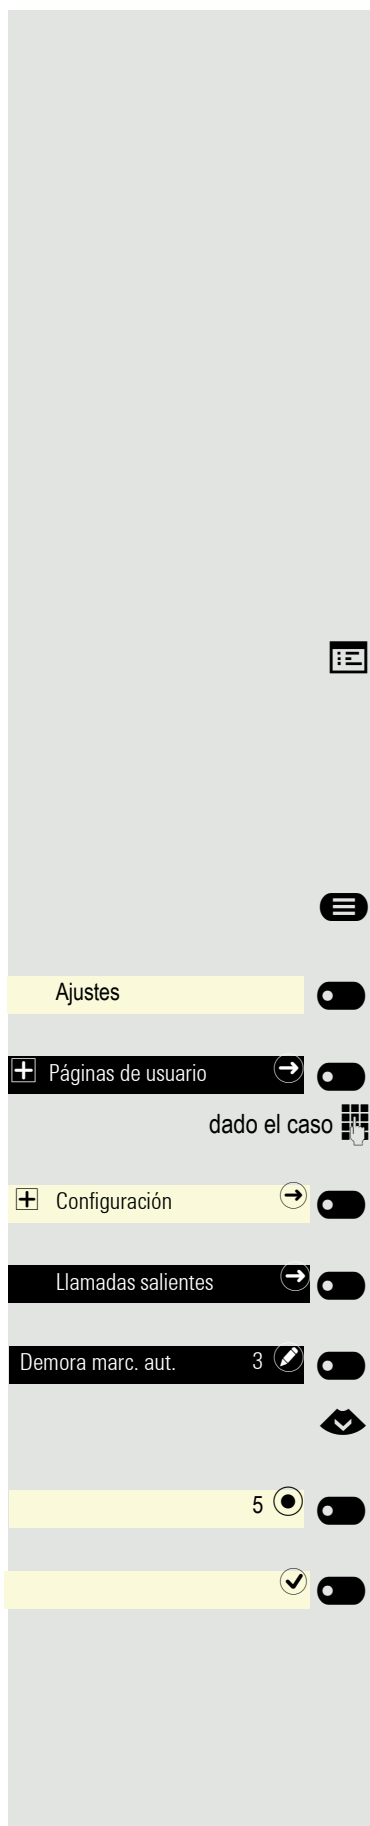 Ajustes
Páginas de usuario
dado el caso
Configuración
Llamadas salientes
Demora marc. aut. 3
5